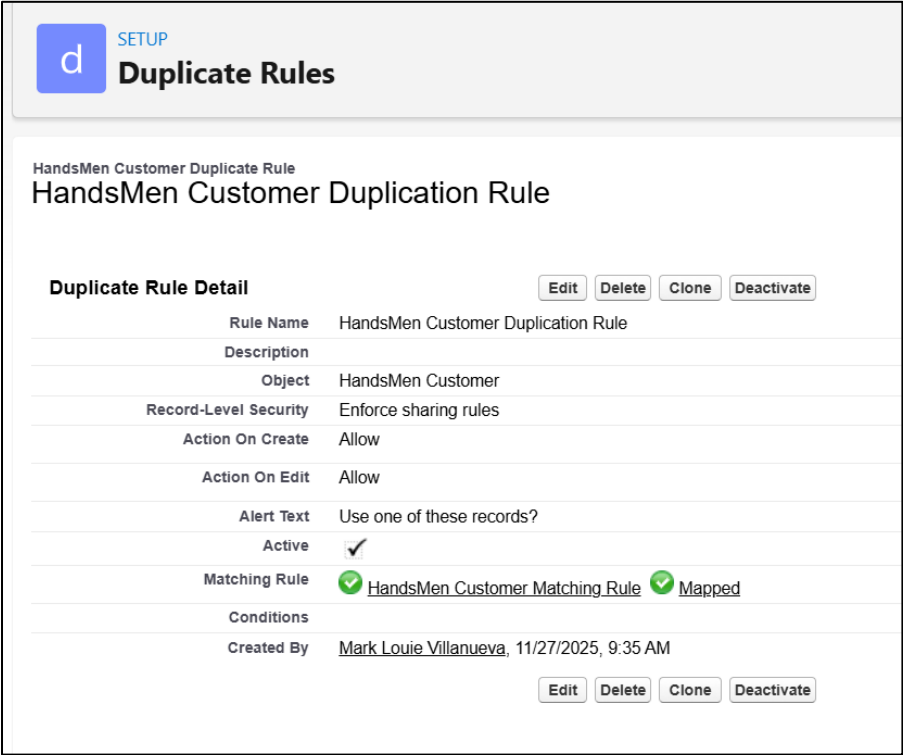 d
SETUP
Duplicate Rules
HandsMen Customer Duplicate Rule
HandsMen Customer Duplication Rule
Duplicate Rule Detail Edit Delete Clone Deactivate
Rule Name HandsMen Customer Duplication Rule
Description
Object HandsMen Customer
Record-Level Security Enforce sharing rules
Action On Create Allow
Action On Edit Allow
Alert Text Use one of these records?
Active
Matching Rule HandsMen Customer Matching Rule Mapped
Conditions
Created By Mark Louie Villanueva, 11/27/2025, 9:35 AM
Edit Delete Clone Deactivate